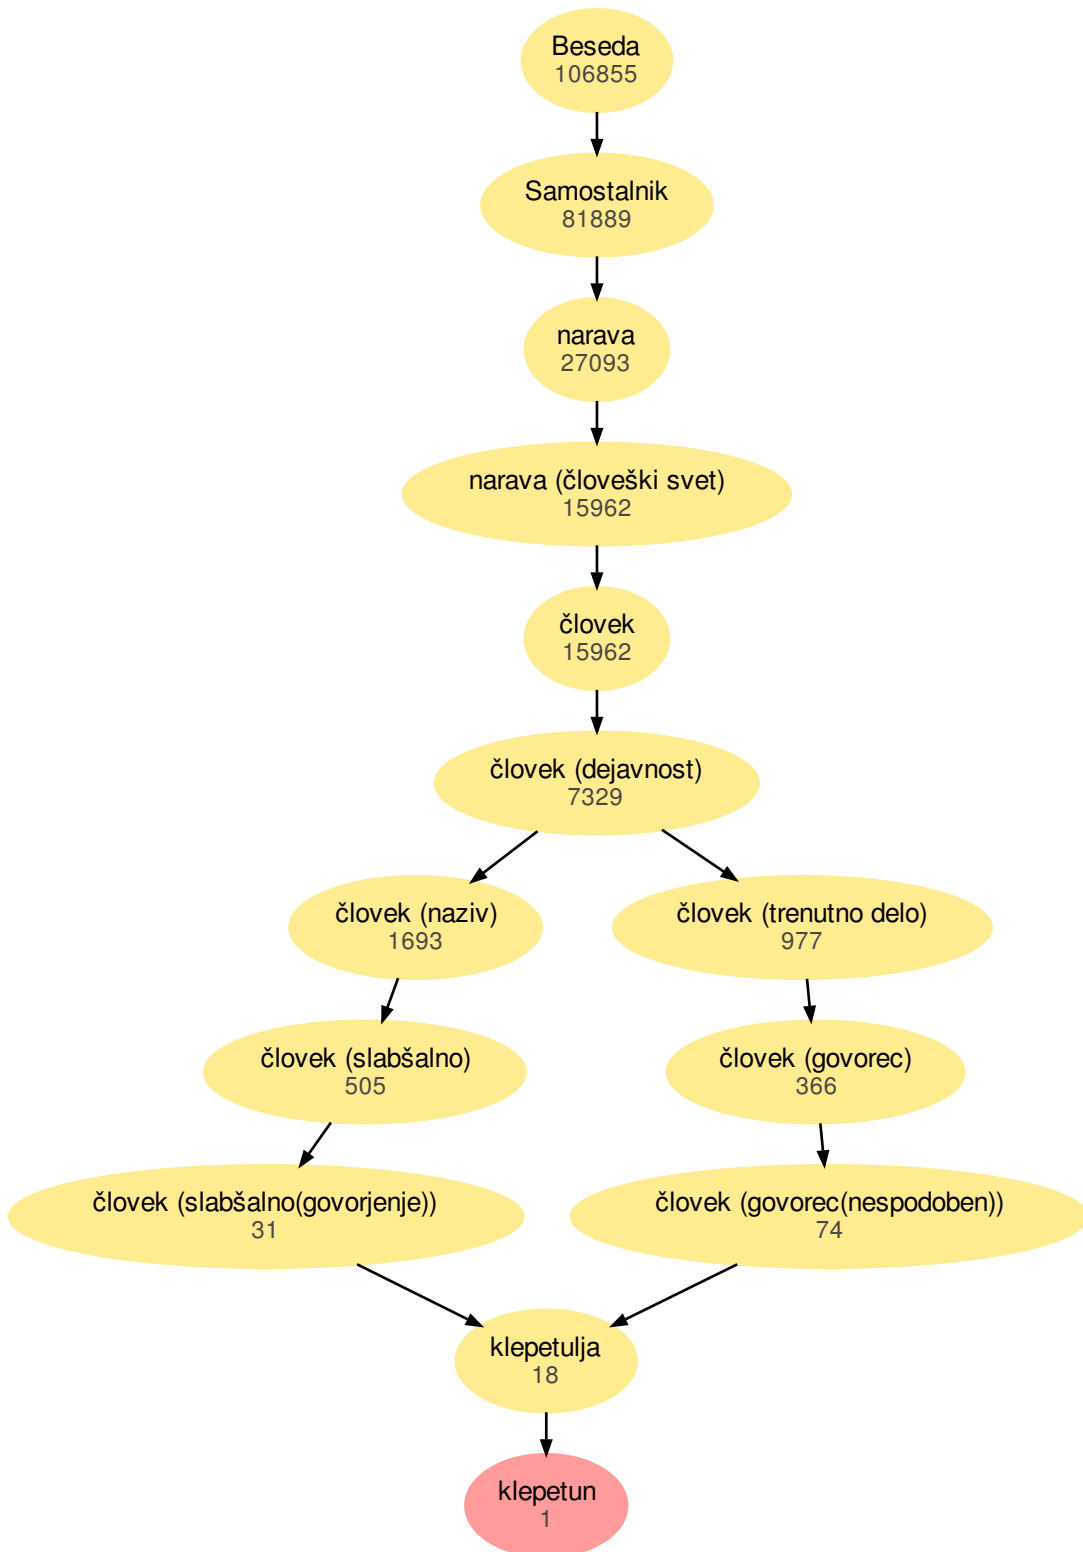 Beseda
106855
Samostalnik
81889
narava
27093
narava (človeški svet)
15962
človek
15962
človek (dejavnost)
7329
človek (naziv)
1693
človek (trenutno delo)
977
človek (slabšalno)
505
človek (govorec)
366
človek (slabšalno(govorjenje))
31
človek (govorec(nespodoben))
74
klepetulja
18
klepetun
1